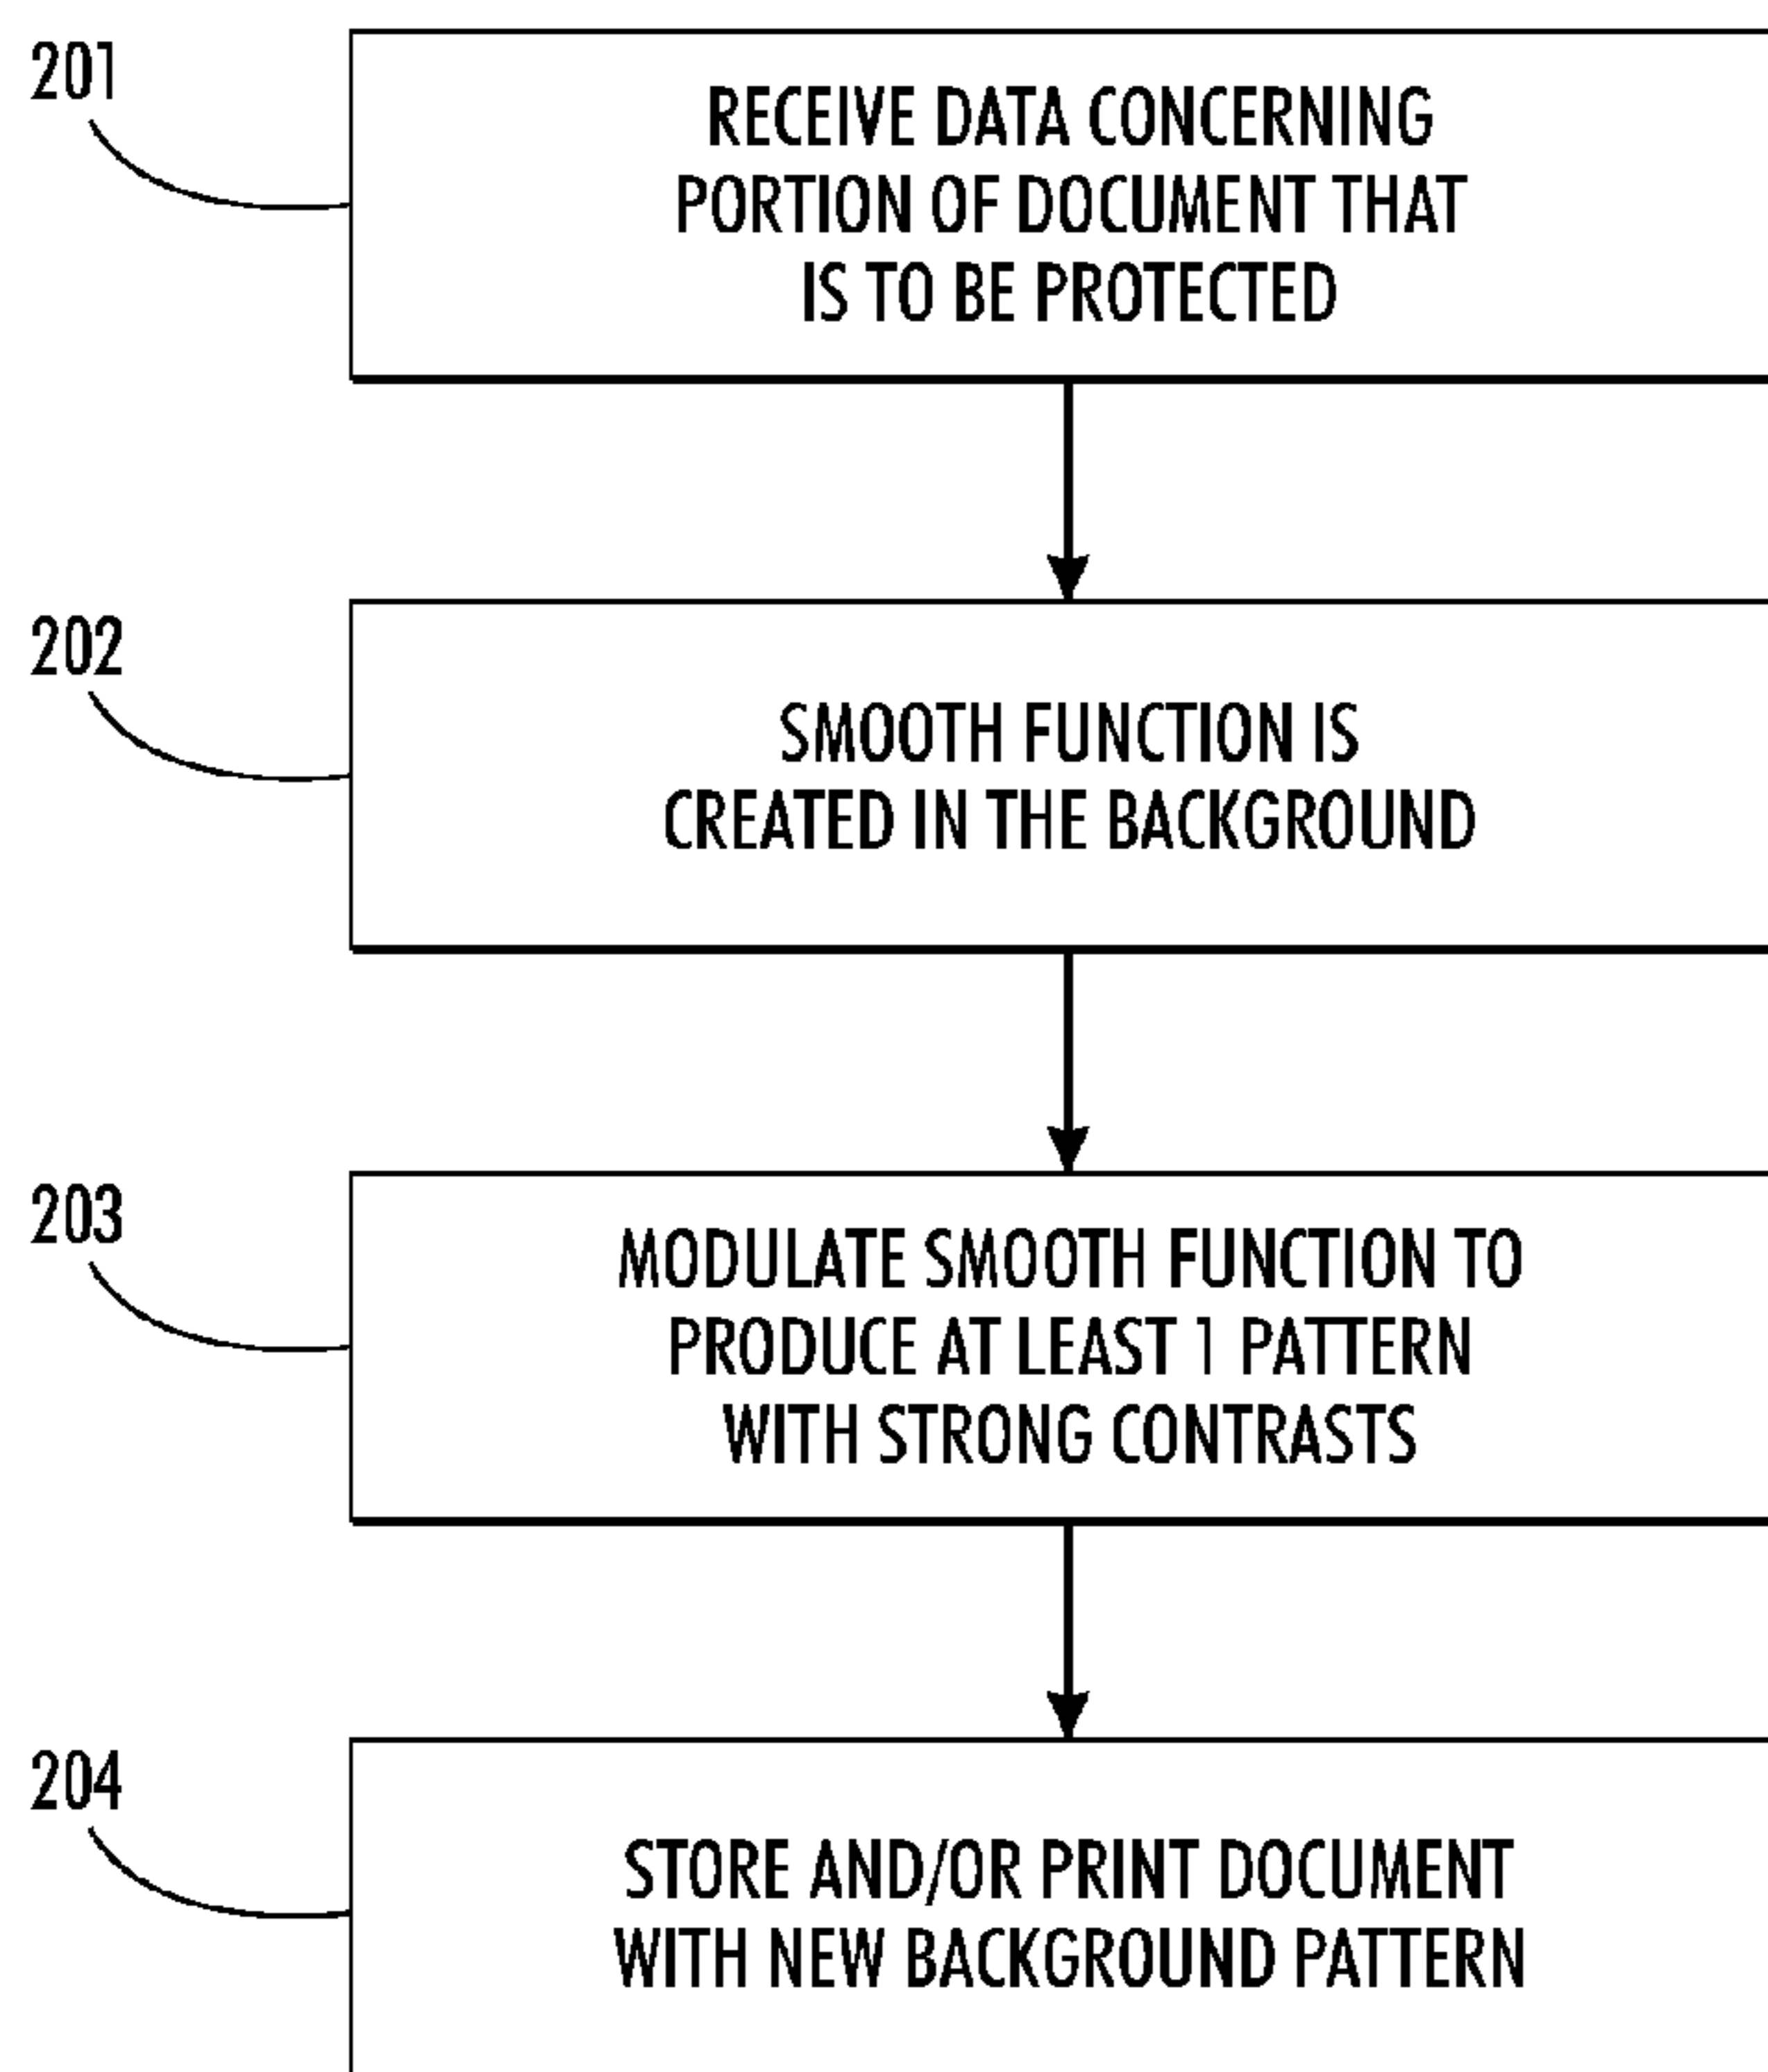 201
RECEIVE DATA CONCERNING
PORTION OF DOCUMENT THAT
IS TO BE PROTECTED
202
SMOOTH FUNCTION IS
CREATED IN THE BACKGROUND
203
MODULATE SMOOTH FUNCTION TO
PRODUCE AT LEAST 1 PATTERN
WITH STRONG CONTRASTS
204
STORE AND/OR PRINT DOCUMENT
WITH NEW BACKGROUND PATTERN